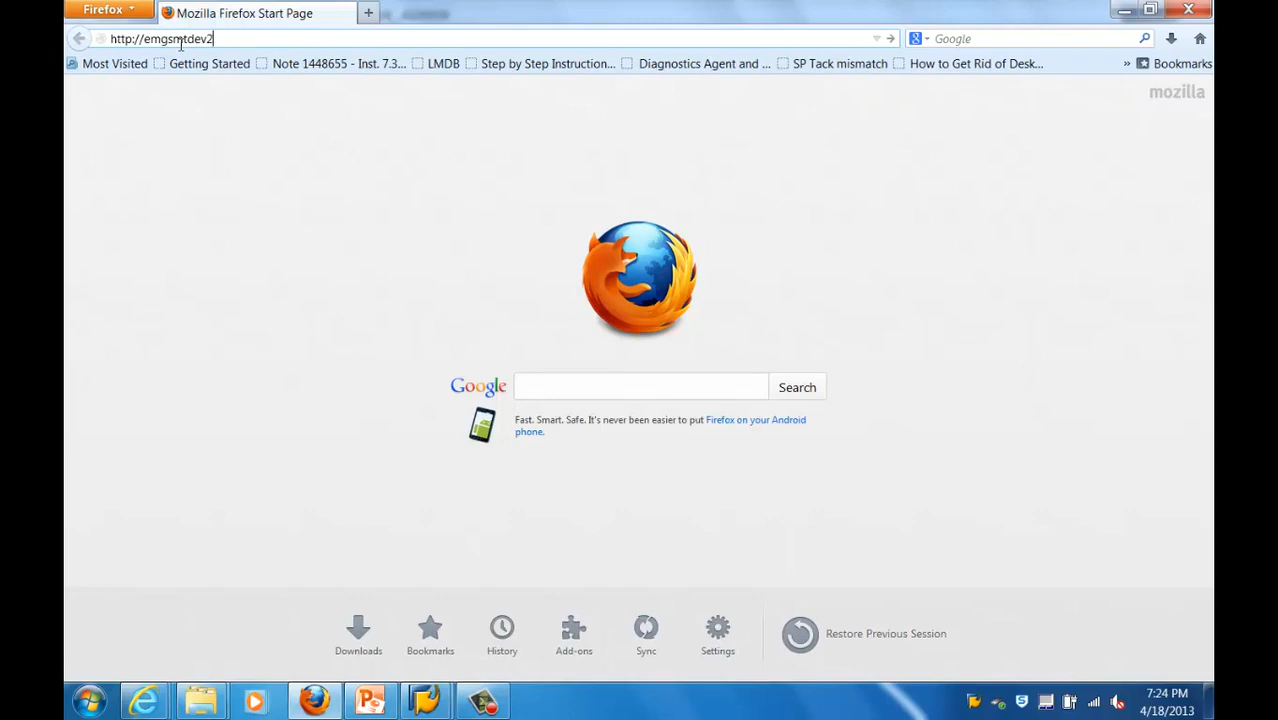 Firefox
Mozilla Firefox Start Page
http://emgsmtdev2
Google
Most Visited
Getting Started
Note 1448655 - Inst. 7.3...
LMDB
Step by Step Instruction...
Diagnostics Agent and ...
SP Tack mismatch
How to Get Rid of Desk...
»
Bookmarks
mozilla
Google
Search
Fast. Smart. Safe. It's never been easier to put Firefox on your Android
phone.
Downloads
Bookmarks
History
Add-ons
Sync
Settings
Restore Previous Session
7:24 PM
4/18/2013